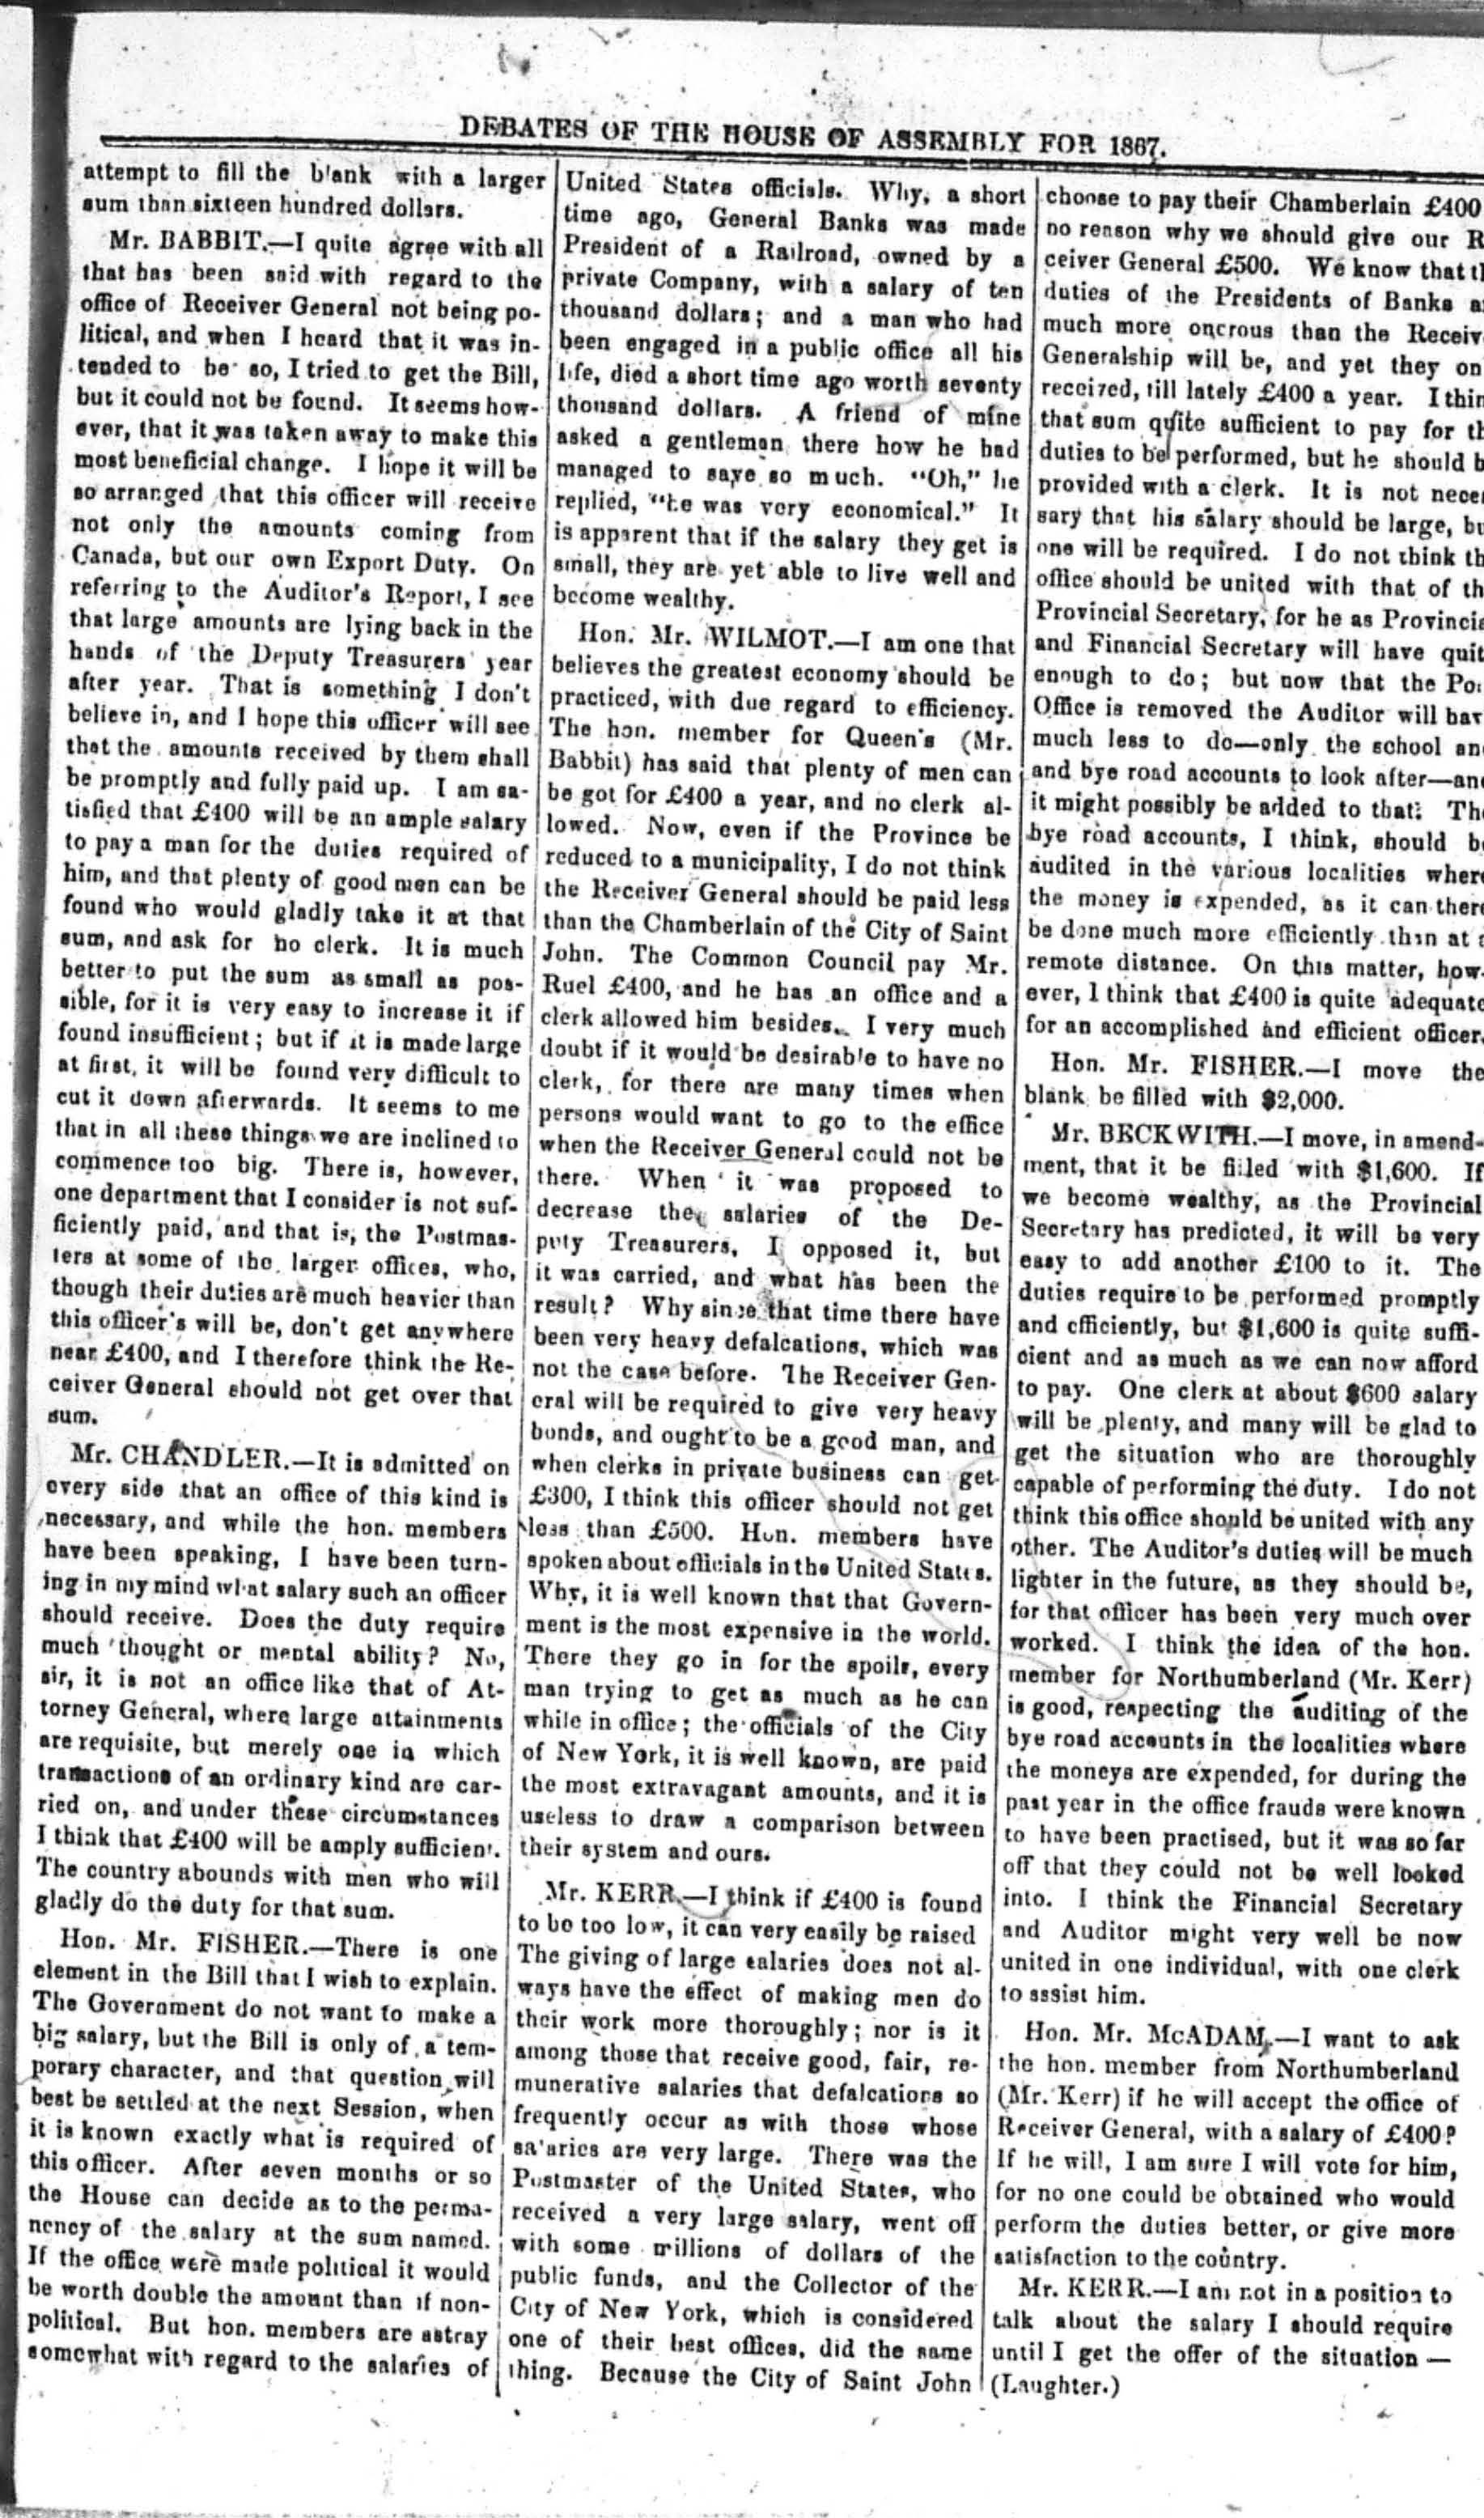 DEBATES OF THE HOUSE OF ASSEMBLY FOR 1867.
attempt to fill the blank with a larger
sum than sixteen hundred dollars.
Mr. BABBIT.—I quite agree with all
that has been said with regard to the
office of Receiver General not being po-
litical, and when I heard that it was in-
tended to be so, I tried to get the Bill,
but it could not be found. It seems how-
ever, that it was taken away to make this
most beneficial change. I hope it will be
so arranged that this officer will receive
not only the amounts coming from
Canada, but our own Export Duty. On
referring to the Auditor's Report, I see
that large amounts are lying back in the
hands of the Deputy Treasurers year
after year. That is something I don't
believe in, and I hope this officer will see
that the amounts received by them shall
be promptly and fully paid up. I am sa-
tisfied that £400 will be an ample salary
to pay a man for the duties required of
him, and that plenty of good men can be
found who would gladly take it at that
sum, and ask for no clerk. It is much
better to put the sum as small as pos-
sible, for it is very easy to increase it if
found insufficient; but if it is made large
at first, it will be found very difficult to
cut it down afterwards. It seems to me
that in all these things we are inclined to
commence too big. There is, however,
one department that I consider is not suf-
ficiently paid, and that is, the Postmas-
ters at some of the larger offices, who,
though their duties are much heavier than
this officer's will be, don't get anywhere
near £400, and I therefore think the Re-
ceiver General should not get over that
sum.
Mr. CHANDLER.—It is admitted on
every side that an office of this kind is
necessary, and while the hon. members
have been speaking, I have been turn-
ing in my mind what salary such an officer
should receive. Does the duty require
much thought or mental ability? No,
sir, it is not an office like that of At-
torney General, where large attainments
are requisite, but merely one in which
transactions of an ordinary kind are car-
ried on, and under these circumstances
I think that £400 will be amply sufficient.
The country abounds with men who will
gladly do the duty for that sum.
Hon. Mr. FISHER.—There is one
element in the Bill that I wish to explain.
The Government do not want to make a
big salary, but the Bill is only of a tem-
porary character, and that question will
best be settled at the next Session, when
it is known exactly what is required of
this officer. After seven months or so
the House can decide as to the perma-
nency of the salary at the sum named.
If the office were made political it would
be worth double the amount than if non-
political. But hon. members are astray
somewhat with regard to the salaries of
United States officials. Why, a short
time ago, General Banks was made
President of a Railroad, owned by a
private Company, with a salary of ten
thousand dollars; and a man who had
been engaged in a public office all his
life, died a short time ago worth seventy
thousand dollars. A friend of mine
asked a gentleman there how he had
managed to save so much. "Oh," he
replied, "he was very economical." It
is apparent that if the salary they get is
small, they are yet able to live well and
become wealthy.
Hon. Mr. WILMOT.—I am one that
believes the greatest economy should be
practiced, with due regard to efficiency.
The hon. member for Queen's (Mr.
Babbit) has said that plenty of men can
be got for £400 a year, and no clerk al-
lowed. Now, even if the Province be
reduced to a municipality, I do not think
the Receiver General should be paid less
than the Chamberlain of the City of Saint
John. The Common Council pay Mr.
Ruel £400, and he has an office and a
clerk allowed him besides. I very much
doubt if it would be desirable to have no
clerk, for there are many times when
persons would want to go to the office
when the Receiver General could not be
there. When it was proposed to
decrease the salaries of the De-
puty Treasurers, I opposed it, but
it was carried, and what has been the
result? Why since that time there have
been very heavy defalcations, which was
not the case before. The Receiver Gen-
eral will be required to give very heavy
bonds, and ought to be a good man, and
when clerks in private business can get
£300, I think this officer should not get
less than £500. Hon. members have
spoken about officials in the United States.
Why, it is well known that that Govern-
ment is the most expensive in the world.
There they go in for the spoils, every
man trying to get as much as he can
while in office; the officials of the City
of New York, it is well known, are paid
the most extravagant amounts, and it is
useless to draw a comparison between
their system and ours.
Mr. KERR.—I think if £400 is found
to be too low, it can very easily be raised
The giving of large salaries does not al-
ways have the effect of making men do
their work more thoroughly; nor is it
among those that receive good, fair, re-
munerative salaries that defalcations so
frequently occur as with those whose
salaries are very large. There was the
Postmaster of the United States, who
received a very large salary, went off
with some millions of dollars of the
public funds, and the Collector of the
City of New York, which is considered
one of their best offices, did the same
thing. Because the City of Saint John
choose to pay their Chamberlain £400
no reason why we should give our R
ceiver General £500. We know that t
duties of the Presidents of Banks a
much more onerous than the Receiv
Generalship will be, and yet they on
received, till lately £400 a year. I thin
that sum quite sufficient to pay for th
duties to be performed, but he should b
provided with a clerk. It is not neces
sary that his salary should be large, bu
one will be required. I do not think th
office should be united with that of th
Provincial Secretary, for he as Provincia
and Financial Secretary will have quit
enough to do; but now that the Pos
Office is removed the Auditor will hav
much less to do—only the school an
and bye road accounts to look after—and
it might possibly be added to that. The
bye road accounts, I think, should be
audited in the various localities where
the money is expended, as it can there
be done much more efficiently than at a
remote distance. On this matter, how-
ever, I think that £400 is quite adequate
for an accomplished and efficient officer.
Hon. Mr. FISHER.—I move the
blank be filled with $2,000.
Mr. BECKWITH.—I move, in amend-
ment, that it be filled with $1,600. If
we become wealthy, as the Provincial
Secretary has predicted, it will be very
easy to add another £100 to it. The
duties require to be performed promptly
and efficiently, but $1,600 is quite suffi-
cient and as much as we can now afford
to pay. One clerk at about $600 salary
will be plenty, and many will be glad to
get the situation who are thoroughly
capable of performing the duty. I do not
think this office should be united with any
other. The Auditor's duties will be much
lighter in the future, as they should be,
for that officer has been very much over
worked. I think the idea of the hon.
member for Northumberland (Mr. Kerr)
is good, respecting the auditing of the
bye road accounts in the localities where
the moneys are expended, for during the
past year in the office frauds were known
to have been practised, but it was so far
off that they could not be well looked
into. I think the Financial Secretary
and Auditor might very well be now
united in one individual, with one clerk
to assist him.
Hon. Mr. McADAM.—I want to ask
the hon. member from Northumberland
(Mr. Kerr) if he will accept the office of
Receiver General, with a salary of £400?
If he will, I am sure I will vote for him,
for no one could be obtained who would
perform the duties better, or give more
satisfaction to the country.
Mr. KERR.—I am not in a position to
talk about the salary I should require
until I get the offer of the situation —
(Laughter.)